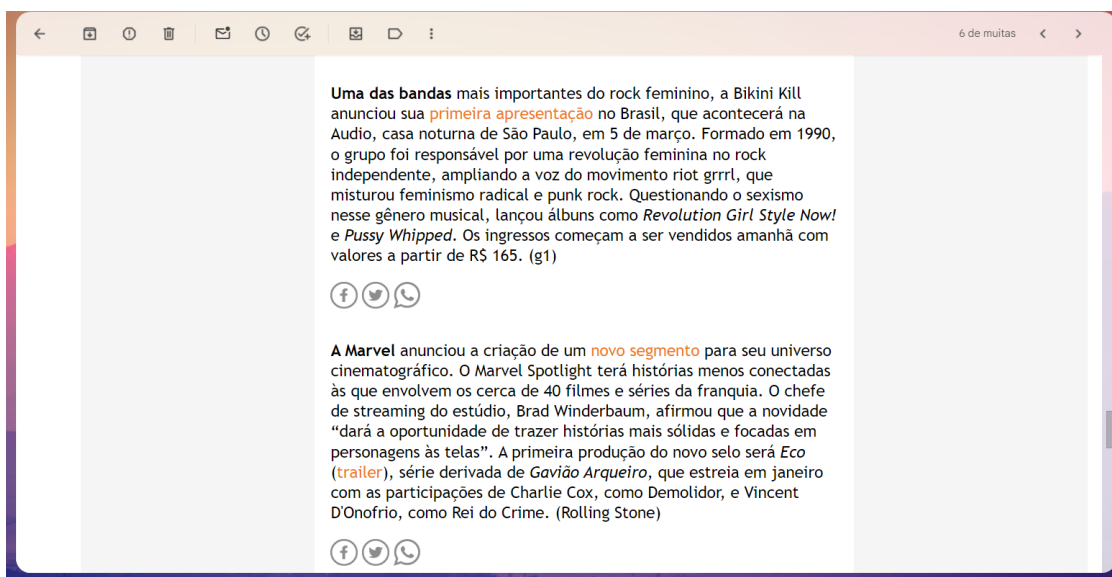 6 de muitas
Uma das bandas mais importantes do rock feminino, a Bikini Kill
anunciou sua primeira apresentação no Brasil, que acontecerá na
Audio, casa noturna de São Paulo, em 5 de março. Formado em 1990,
o grupo foi responsável por uma revolução feminina no rock
independente, ampliando a voz do movimento riot grrrl, que
misturou feminismo radical e punk rock. Questionando o sexismo
nesse gênero musical, lançou álbuns como Revolution Girl Style Now!
e Pussy Whipped. Os ingressos começam a ser vendidos amanhã com
valores a partir de R$ 165. (g1)
A Marvel anunciou a criação de um novo segmento para seu universo
cinematográfico. O Marvel Spotlight terá histórias menos conectadas
às que envolvem os cerca de 40 filmes e séries da franquia. O chefe
de streaming do estúdio, Brad Winderbaum, afirmou que a novidade
“dará a oportunidade de trazer histórias mais sólidas e focadas em
personagens às telas”. A primeira produção do novo selo será Eco
(trailer), série derivada de Gavião Arqueiro, que estreia em janeiro
com as participações de Charlie Cox, como Demolidor, e Vincent
D'Onofrio, como Rei do Crime. (Rolling Stone)